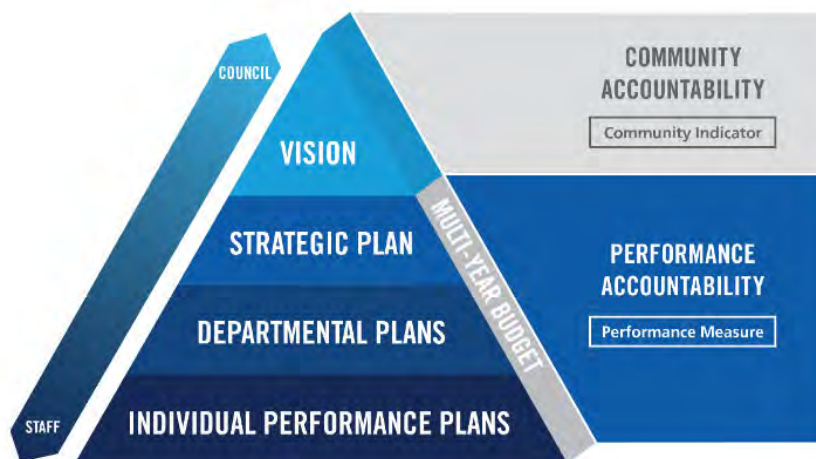 COUNCIL
VISION
STRATEGIC PLAN
DEPARTMENTAL PLANS
INDIVIDUAL PERFORMANCE PLANS
STAFF
MULTI-YEAR BUDGET
COMMUNITY
ACCOUNTABILITY
Community Indicator
PERFORMANCE
ACCOUNTABILITY
Performance Measure